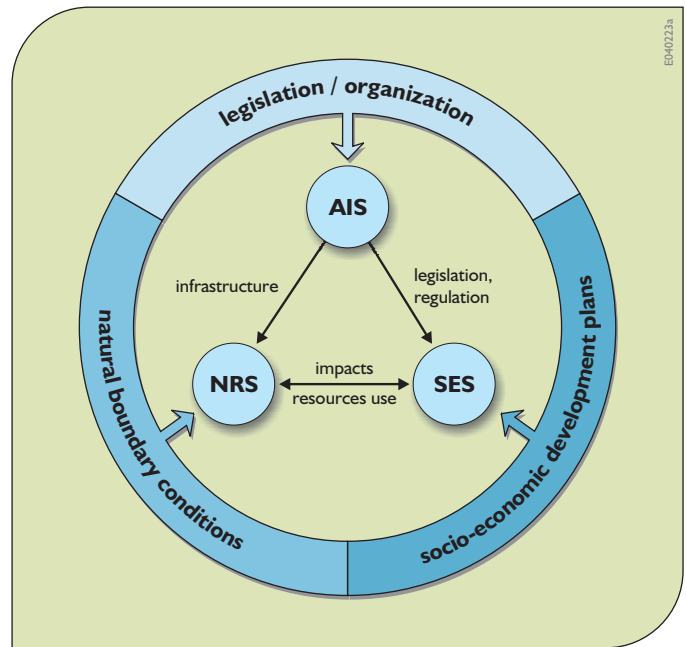 E040223a
legislation / organization
AIS
infrastructure
legislation,
regulation
natural boundary conditions
socio-economic development plans
NRS
impacts
resources use
SES